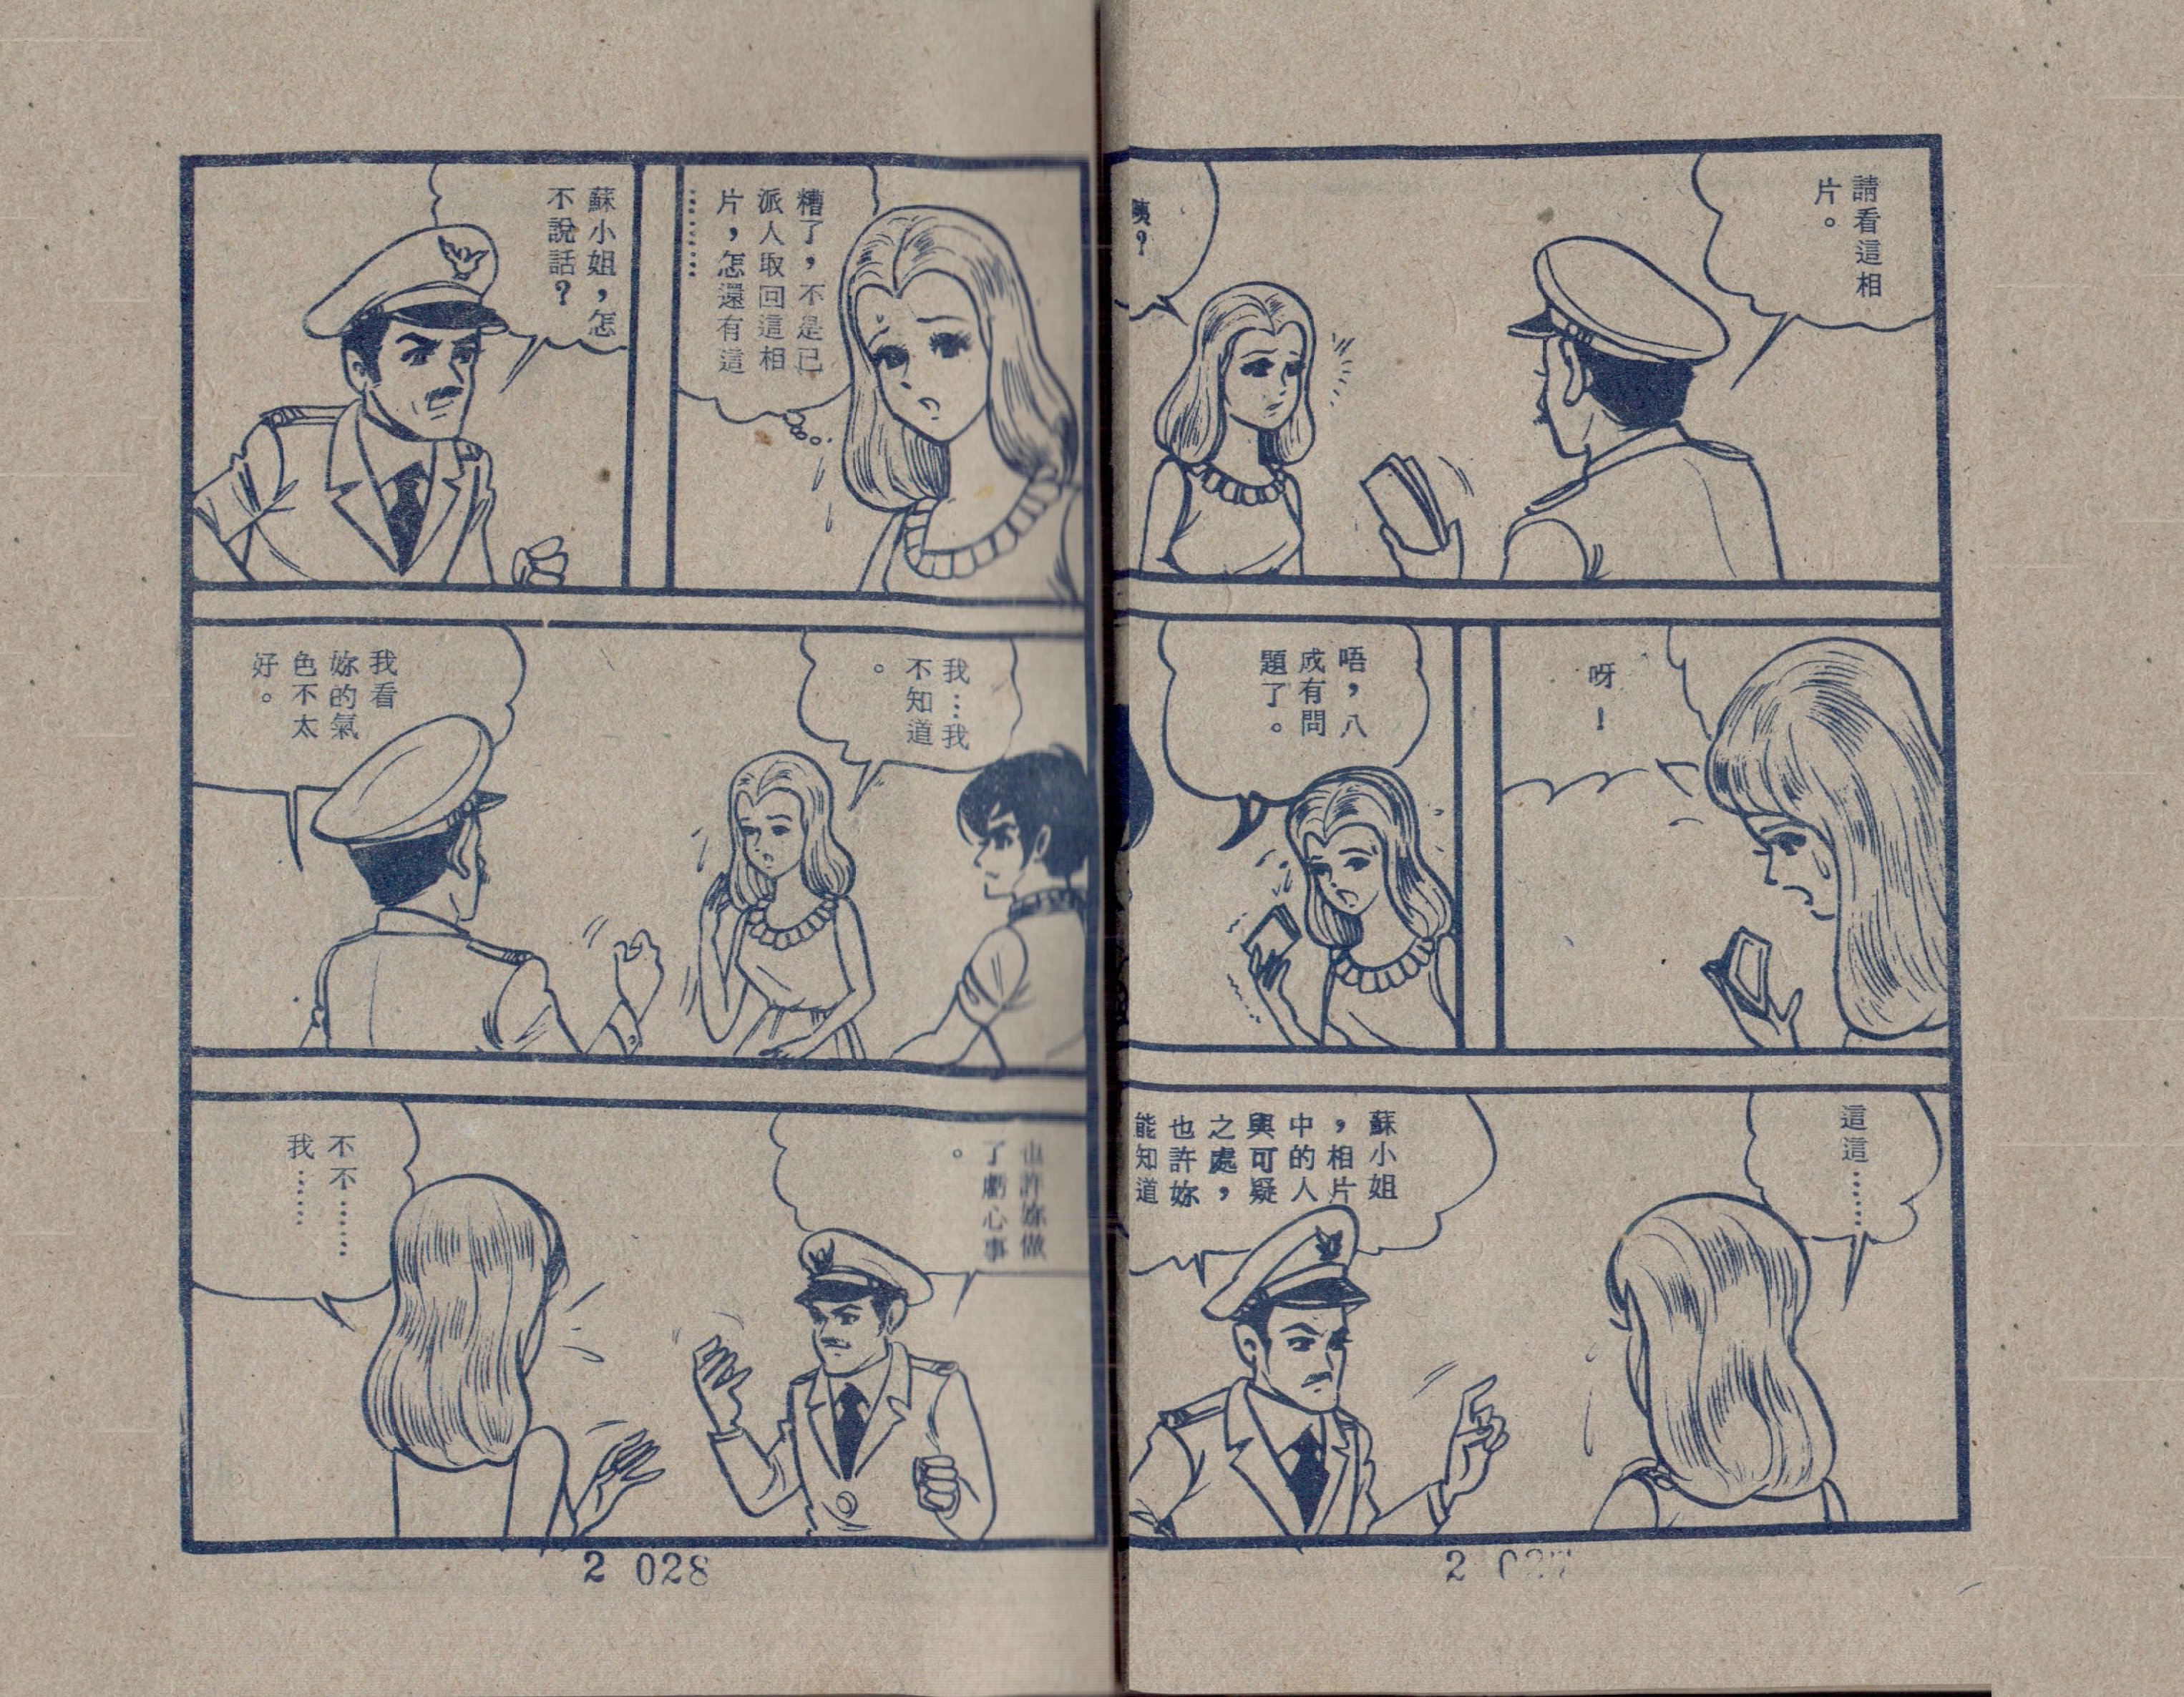 請看這相
片。
咦?
呀!
唔,八
成有問
題了。
這這……
蘇小姐
,相片
中的人
與可疑
之處,
也許妳
能知道
2 027
糟了,不是已
派人取回這相
片,怎還有這
………
蘇小姐,怎
不說話?
我…我
不知道
。
我看
妳的氣
色不太
好。
也許妳做
了虧心事
。
不不………
我………
2 028